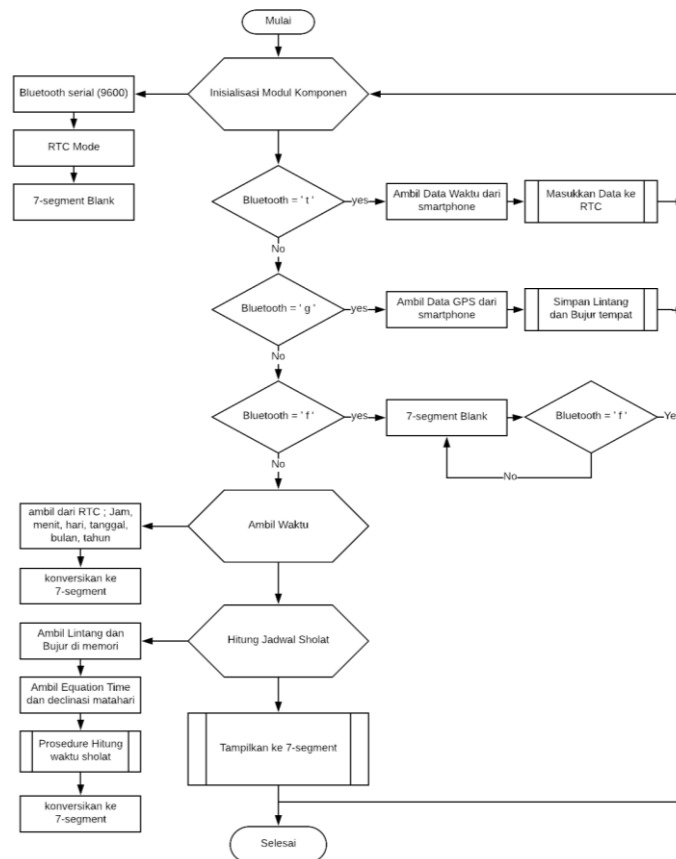 Mulai
Inisialisasi Modul Komponen
Bluetooth serial (9600)
RTC Mode
7-segment Blank
Bluetooth = ' t '
yes
Ambil Data Waktu dari
smartphone
Masukkan Data ke
RTC
No
Bluetooth = ' g '
yes
Ambil Data GPS dari
smartphone
Simpan Lintang
dan Bujur tempat
No
Bluetooth = ' f '
yes
7-segment Blank
Bluetooth = ' f '
Ye
No
No
Ambil Waktu
ambil dari RTC ; Jam,
menit, hari, tanggal,
bulan, tahun
konversikan ke
7-segment
Hitung Jadwal Sholat
Ambil Lintang dan
Bujur di memori
Ambil Equation Time
dan declinasi matahari
Prosedure Hitung
waktu sholat
konversikan ke
7-segment
Tampilkan ke 7-segment
Selesai